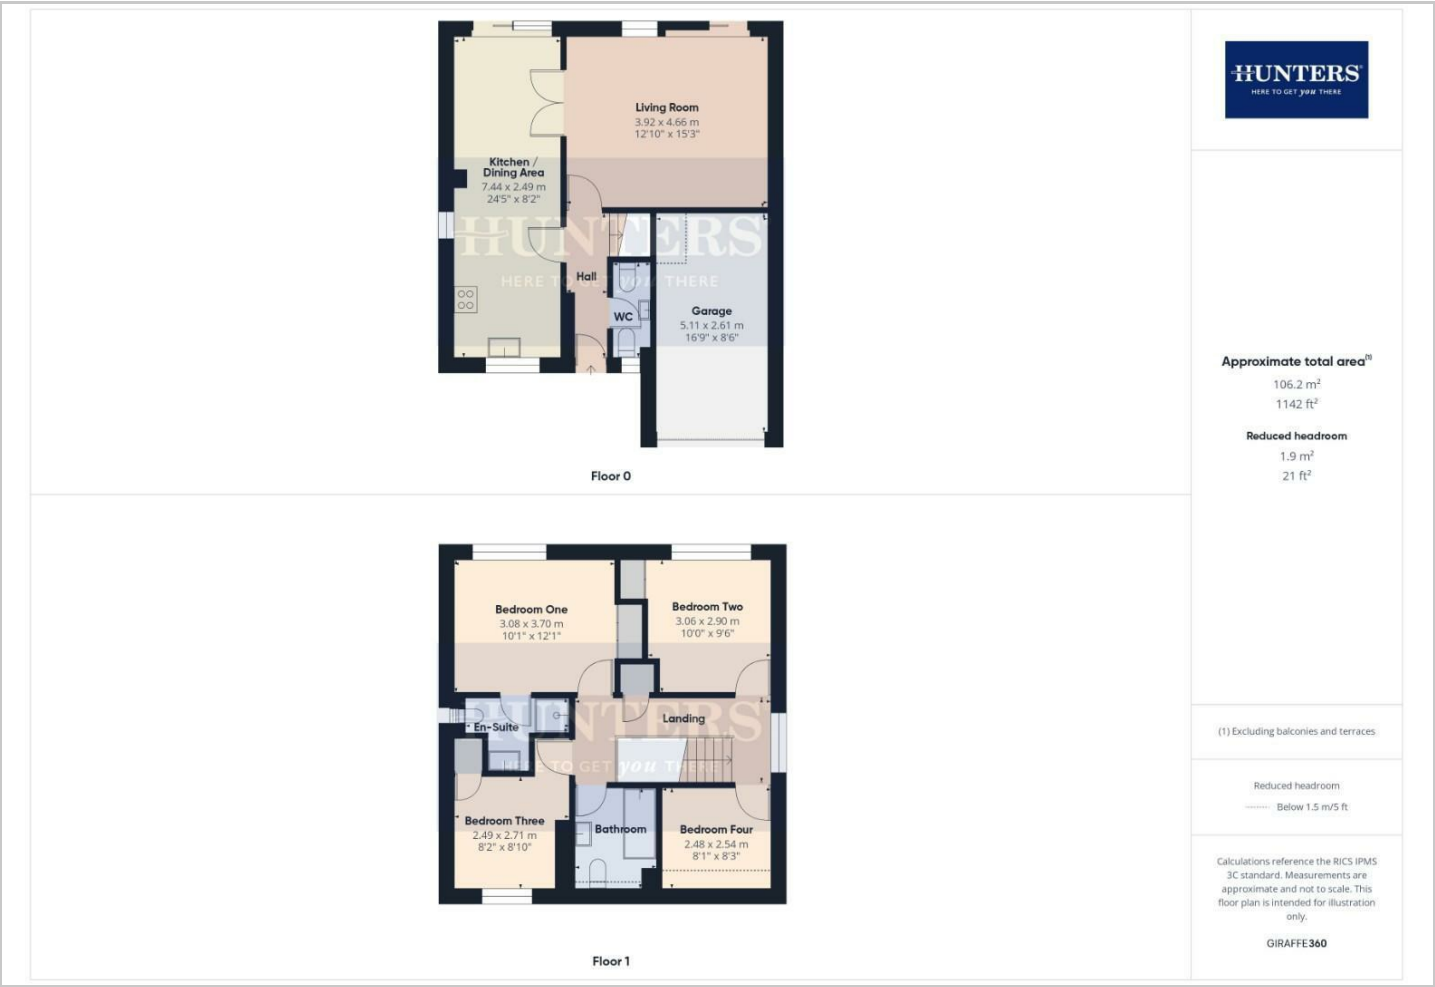 Living Room
3.92 x 4.66 m
12'10" x 15'3"
Kitchen /
Dining Area
7.44 x 2.49 m
24'5" x 8'2"
HUNTERS
HERE TO GET you THERE
Hall
WC
Garage
5.11 x 2.61 m
16'9" x 8'6"
Floor 0
Bedroom One
3.08 x 3.70 m
10'1" x 12'1"
Bedroom Two
3.06 x 2.90 m
10'0" x 9'6"
HUNTERS
HERE TO GET you THERE
Landing
En-Suite
Bedroom Three
2.49 x 2.71 m
8'2" x 8'10"
Bathroom
Bedroom Four
2.48 x 2.54 m
8'1" x 8'3"
Floor 1
HUNTERS®
HERE TO GET you THERE
Approximate total area(1)
106.2 m²
1142 ft²
Reduced headroom
1.9 m²
21 ft²
(1) Excluding balconies and terraces
Reduced headroom
Below 1.5 m/5 ft
Calculations reference the RICS IPMS
3C standard. Measurements are
approximate and not to scale. This
floor plan is intended for illustration
only.
GIRAFFE360